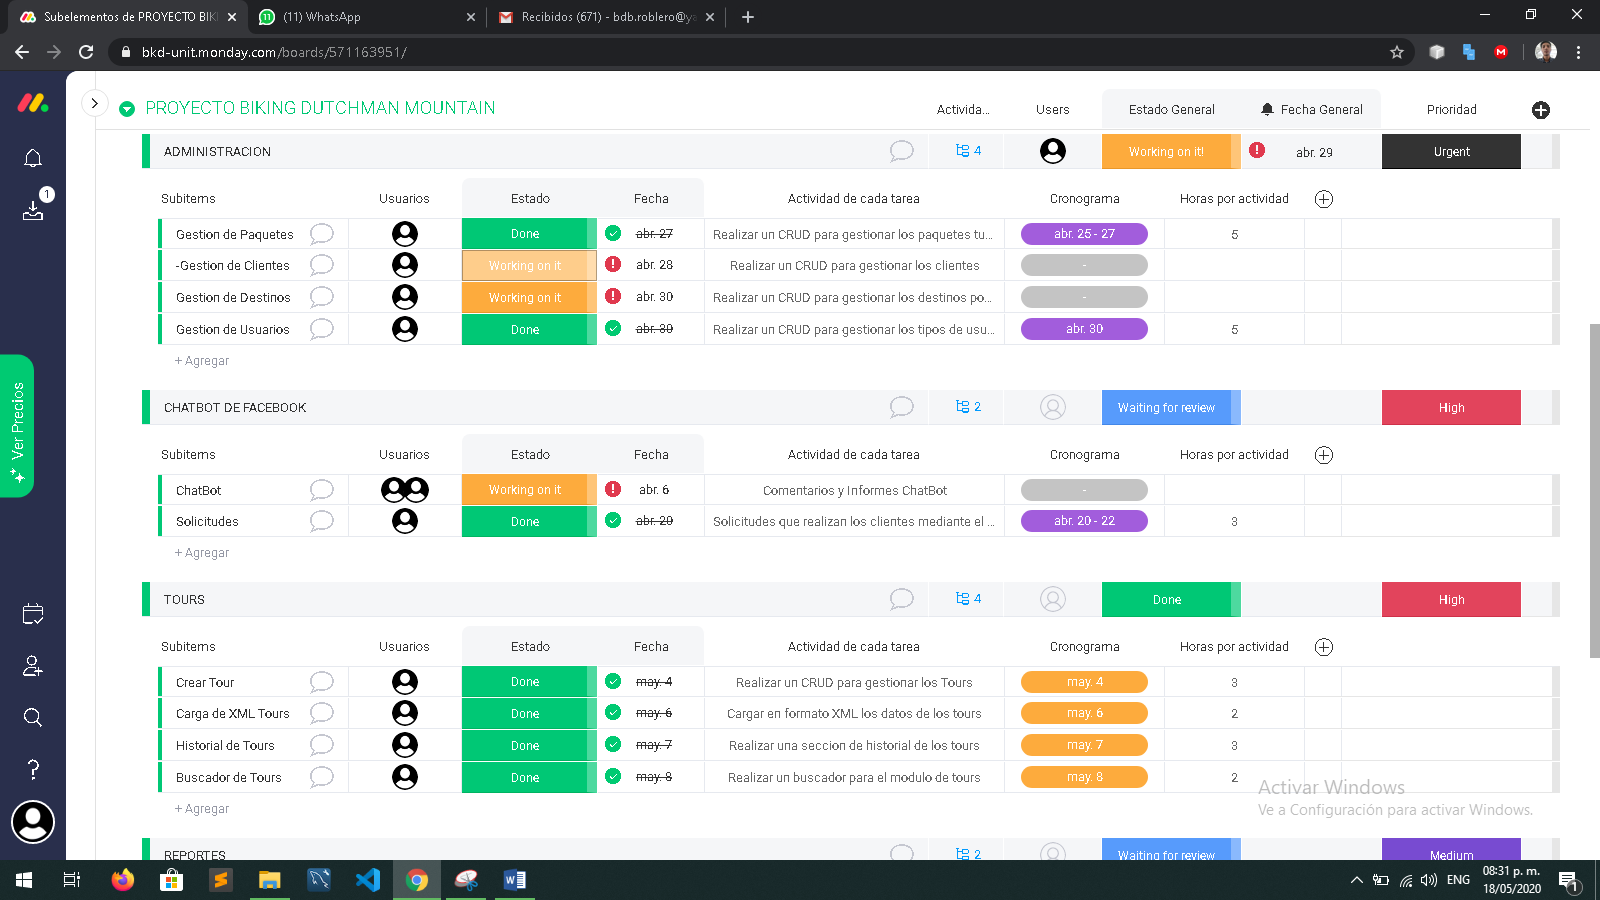 Subelementos de PROYECTO BIK
(11) WhatsApp
Recibidos (671) - bdb.roblero@ya
bkd-unit.monday.com/boards/571163951/
PROYECTO BIKING DUTCHMAN MOUNTAIN
Activida... Users Estado General Fecha General Prioridad
ADMINISTRACION 4 Working on it! abr. 29 Urgent
Subitems Usuarios Estado Fecha Actividad de cada tarea Cronograma Horas por actividad
Gestion de Paquetes Done abr. 27 Realizar un CRUD para gestionar los paquetes tu... abr. 25 - 27 5
-Gestion de Clientes Working on it abr. 28 Realizar un CRUD para gestionar los clientes -
Gestion de Destinos Working on it abr. 30 Realizar un CRUD para gestionar los destinos po... -
Gestion de Usuarios Done abr. 30 Realizar un CRUD para gestionar los tipos de usu... abr. 30 5
+ Agregar
CHATBOT DE FACEBOOK 2 Waiting for review High
Subitems Usuarios Estado Fecha Actividad de cada tarea Cronograma Horas por actividad
ChatBot Working on it abr. 6 Comentarios y Informes ChatBot -
Solicitudes Done abr. 20 Solicitudes que realizan los clientes mediante el ... abr. 20 - 22 3
+ Agregar
TOURS 4 Done High
Subitems Usuarios Estado Fecha Actividad de cada tarea Cronograma Horas por actividad
Crear Tour Done may. 4 Realizar un CRUD para gestionar los Tours may. 4 3
Carga de XML Tours Done may. 6 Cargar en formato XML los datos de los tours may. 6 2
Historial de Tours Done may. 7 Realizar una seccion de historial de los tours may. 7 3
Buscador de Tours Done may. 8 Realizar un buscador para el modulo de tours may. 8 2
+ Agregar
REPORTES 2 Waiting for review Medium
1
Ver Precios
Activar Windows
Ve a Configuración para activar Windows.
ENG
08:31 p. m.
18/05/2020
1